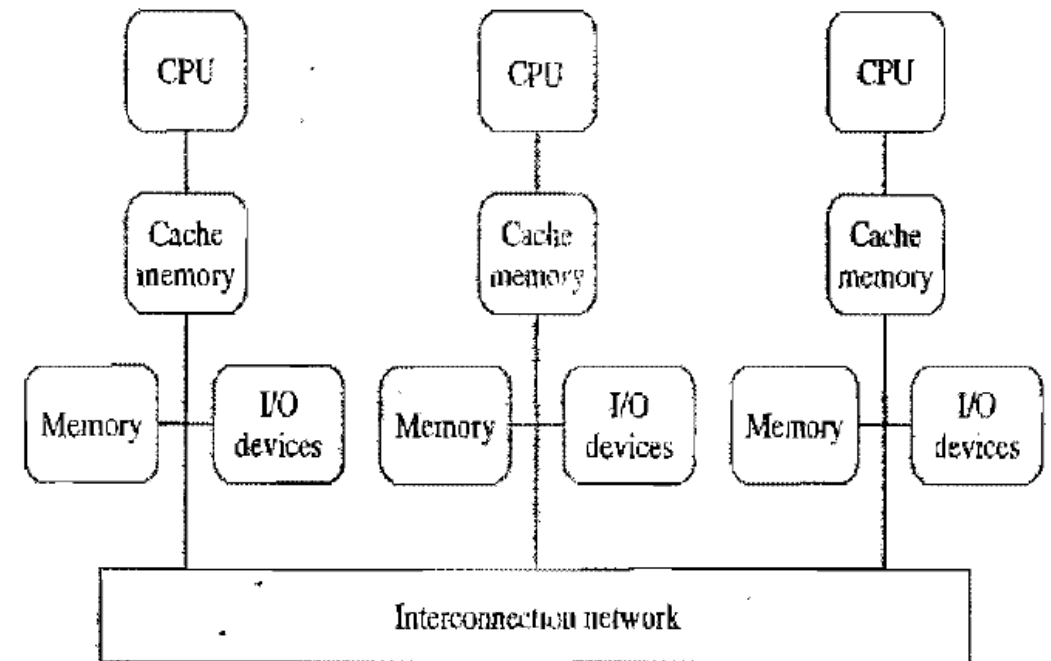 CPU
CPU
CPU
Cache
memory
Cache
memory
Cache
memory
Memory
I/O
devices
Memory
I/O
devices
Memory
I/O
devices
Interconnection network